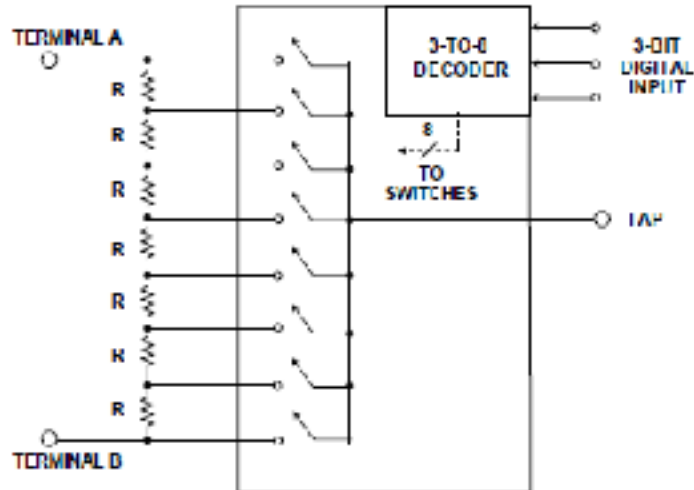 TERMINAL A
3-TO-8
DECODER
3-BIT
DIGITAL
INPUT
8
TO
SWITCHES
TAP
R
R
R
R
R
R
R
TERMINAL B